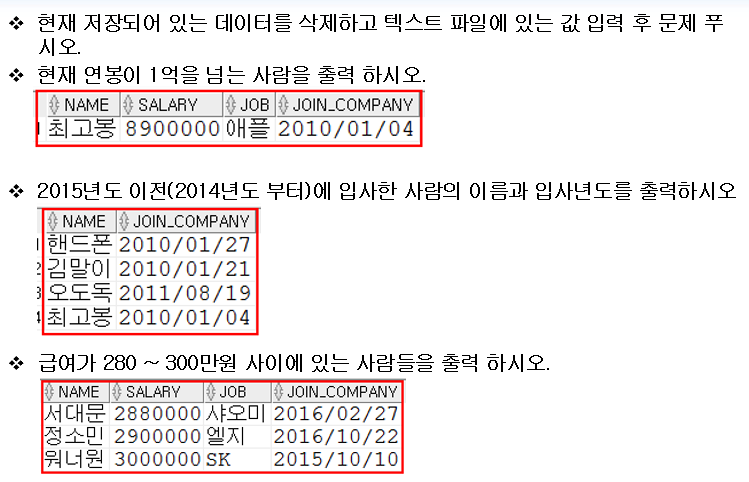 ❖ 현재 저장되어 있는 데이터를 삭제하고 텍스트 파일에 있는 값 입력 후 문제 푸
시오.
❖ 현재 연봉이 1억을 넘는 사람을 출력 하시오.
NAME SALARY JOB JOIN_COMPANY
최고봉 8900000 애플 2010/01/04
❖ 2015년도 이전(2014년도 부터)에 입사한 사람의 이름과 입사년도를 출력하시오
NAME JOIN_COMPANY
핸드폰 2010/01/27
김말이 2010/01/21
오도독 2011/08/19
최고봉 2010/01/04
❖ 급여가 280 ~ 300만원 사이에 있는 사람들을 출력 하시오.
NAME SALARY JOB JOIN_COMPANY
서대문 2880000 샤오미 2016/02/27
정소민 2900000 엘지 2016/10/22
워너원 3000000 SK 2015/10/10